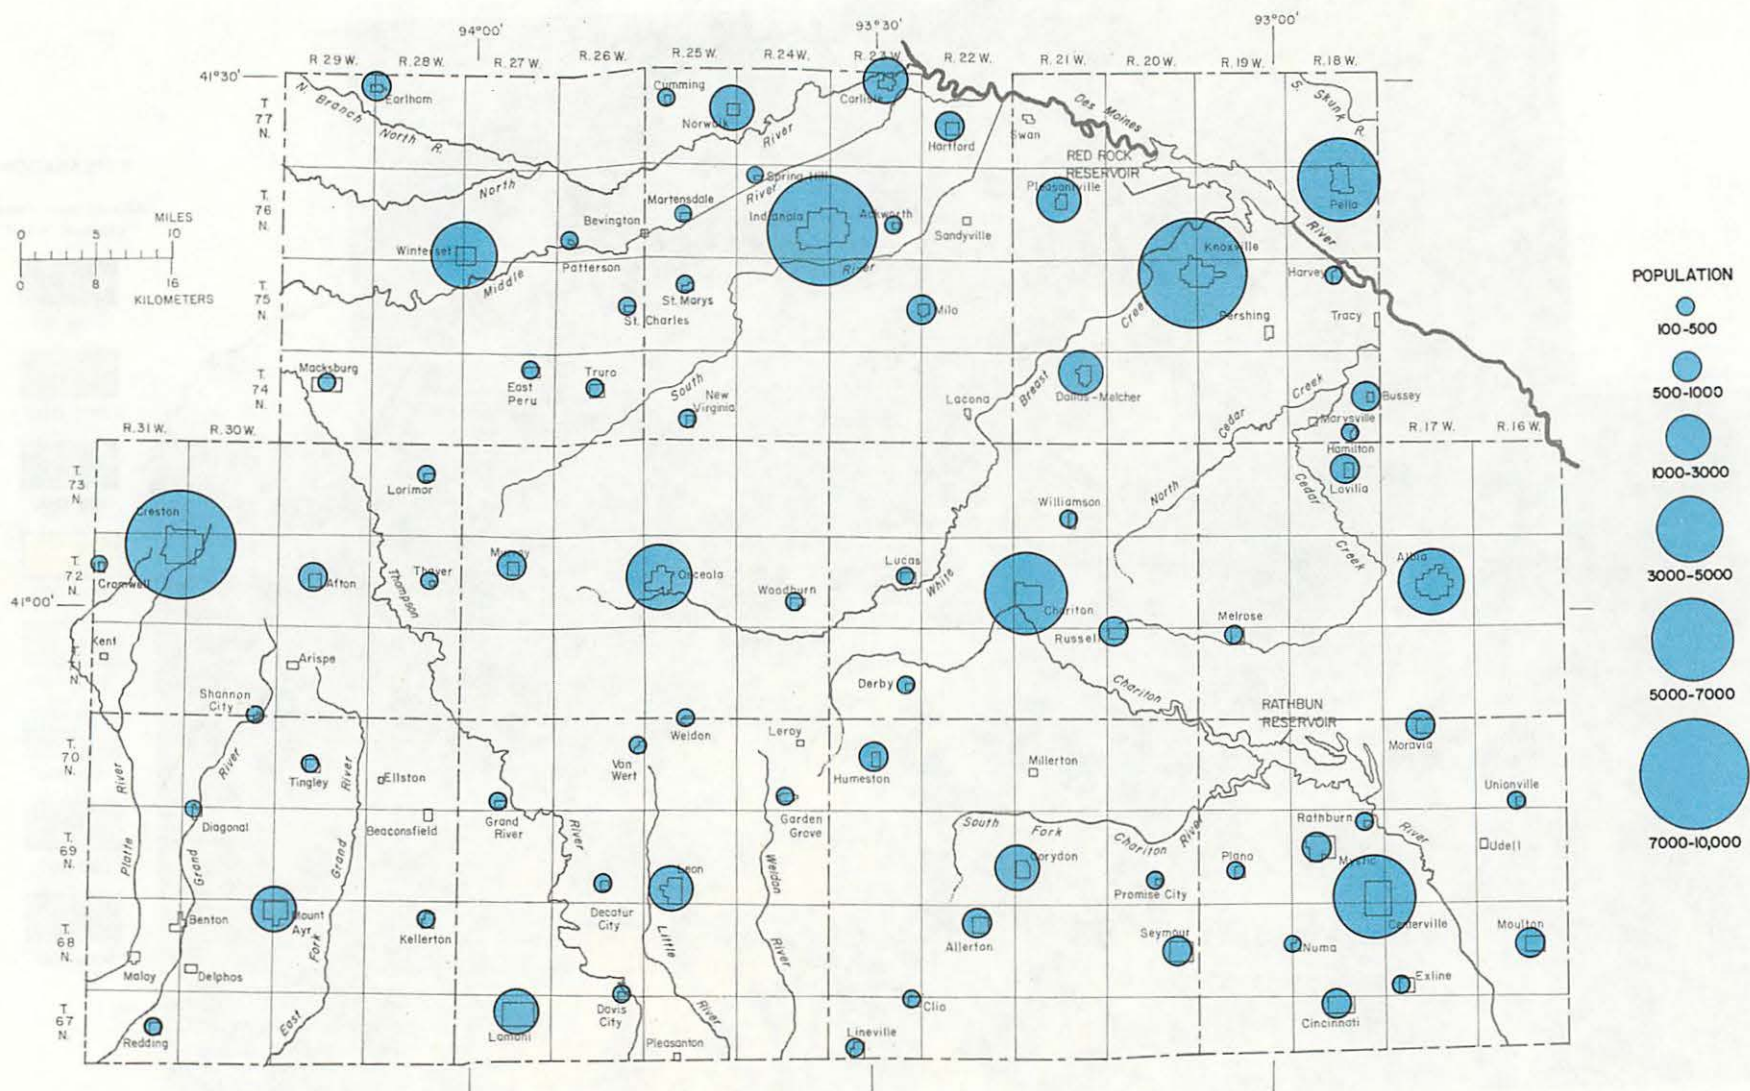 94°00'
93°30'
93°00'
R. 29 W.
R. 28 W.
R. 27 W.
R. 26 W.
R. 25 W.
R. 24 W.
R. 23 W.
R. 22 W.
R. 21 W.
R. 20 W.
R. 19 W.
R. 18 W.
41°30'
T.
77
N.
N. Branch North R.
Earlham
Cumming
Norwalk
Carlisle
Hartford
Swan
Des Moines
S. Skunk
R.
RED ROCK
RESERVOIR
River
North
T.
76
N.
MILES
0 5 10
0 8 16
KILOMETERS
Spring Hill
River
Martensdale
Bevington
Indianola
Ackworth
Sandyville
Pleasantville
Pella
River
Winterset
Patterson
Middle
River
Knoxville
Harvey
T.
75
N.
St. Marys
St. Charles
Milo
Creek
Pershing
Tracy
T.
74
N.
Macksburg
East
Peru
Truro
South
New
Virginia
Lacona
Breast
Dallas-Melcher
Creek
Cedar
Bussey
Marysville
Hamilton
R. 31 W.
R. 30 W.
R. 17 W.
R. 16 W.
T.
73
N.
Lorimor
Williamson
North
Cedar
Lovilia
Creek
Creston
T.
72
N.
Cromwell
Afton
Thayer
Thompson
Murray
Osceola
Woodburn
Lucas
White
Chariton
Russell
Melrose
Albia
41°00'
T.
71
N.
Kent
Arispe
Shannon
City
Derby
Chariton
RATHBUN
RESERVOIR
T.
70
N.
Weldon
Van
Wert
Leroy
Humeston
Millerton
Moravia
River
River
Tingley
River
Ellston
Unionville
Diagonal
Beaconsfield
Grand
River
River
Garden
Grove
South Fork Chariton River
Rathburn
River
Udell
T.
69
N.
Platte
Grand
Grand
Decatur
City
Leon
Weldon
Corydon
Promise City
Plano
Mystic
T.
68
N.
Benton
Mount
Ayr
Fork
Kellerton
Little
River
Allerton
Seymour
Numa
Centerville
Moulton
Maloy
Delphos
Exline
T.
67
N.
Redding
East
Lamoni
Davis
City
River
Pleasanton
Clio
Lineville
Cincinnati
POPULATION
100-500
500-1000
1000-3000
3000-5000
5000-7000
7000-10,000